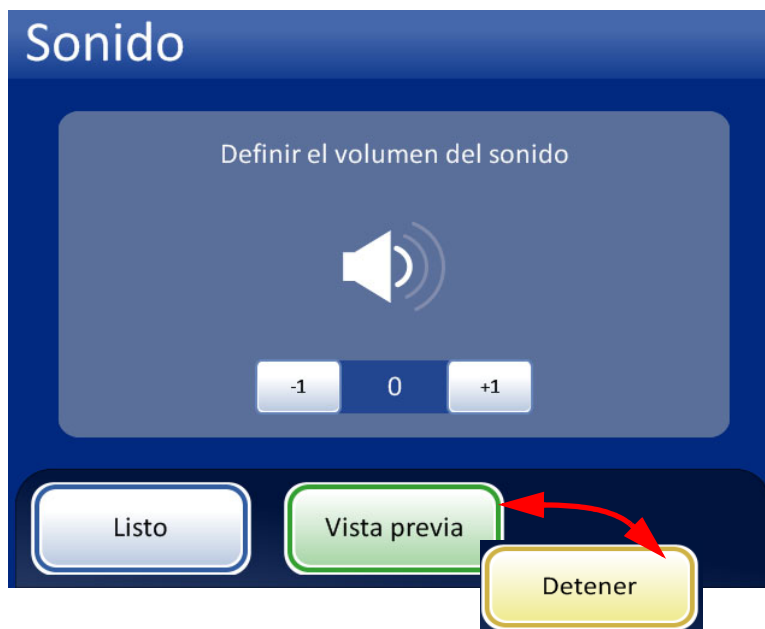 Sonido
Definir el volumen del sonido
-1 0 +1
Listo Vista previa
Detener